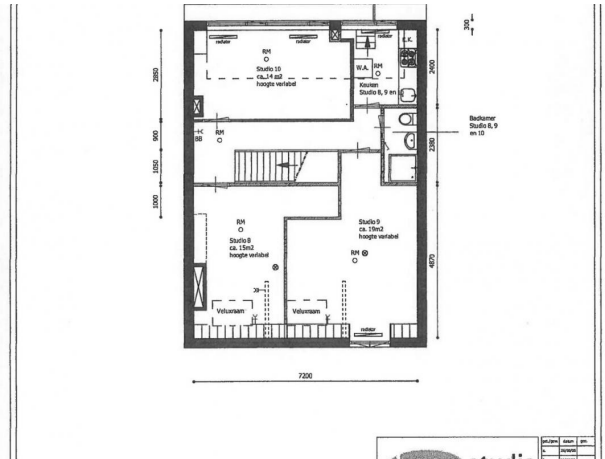 300
radiator
radiator
radiator
RM
Studio 10
ca. 14 m2
hoogte variabel
E.K.
W.A.
RM
Keuken
Studio 8, 9 en
2850
2400
Badkamer
Studio 8, 9
en 10
BB
RM
900
2380
1050
1000
RM
Studio 8
ca. 15m2
hoogte variabel
Studio 9
ca. 19m2
hoogte variabel
RM
4870
Veluxraam
Veluxraam
radiator
7200
studio
datum